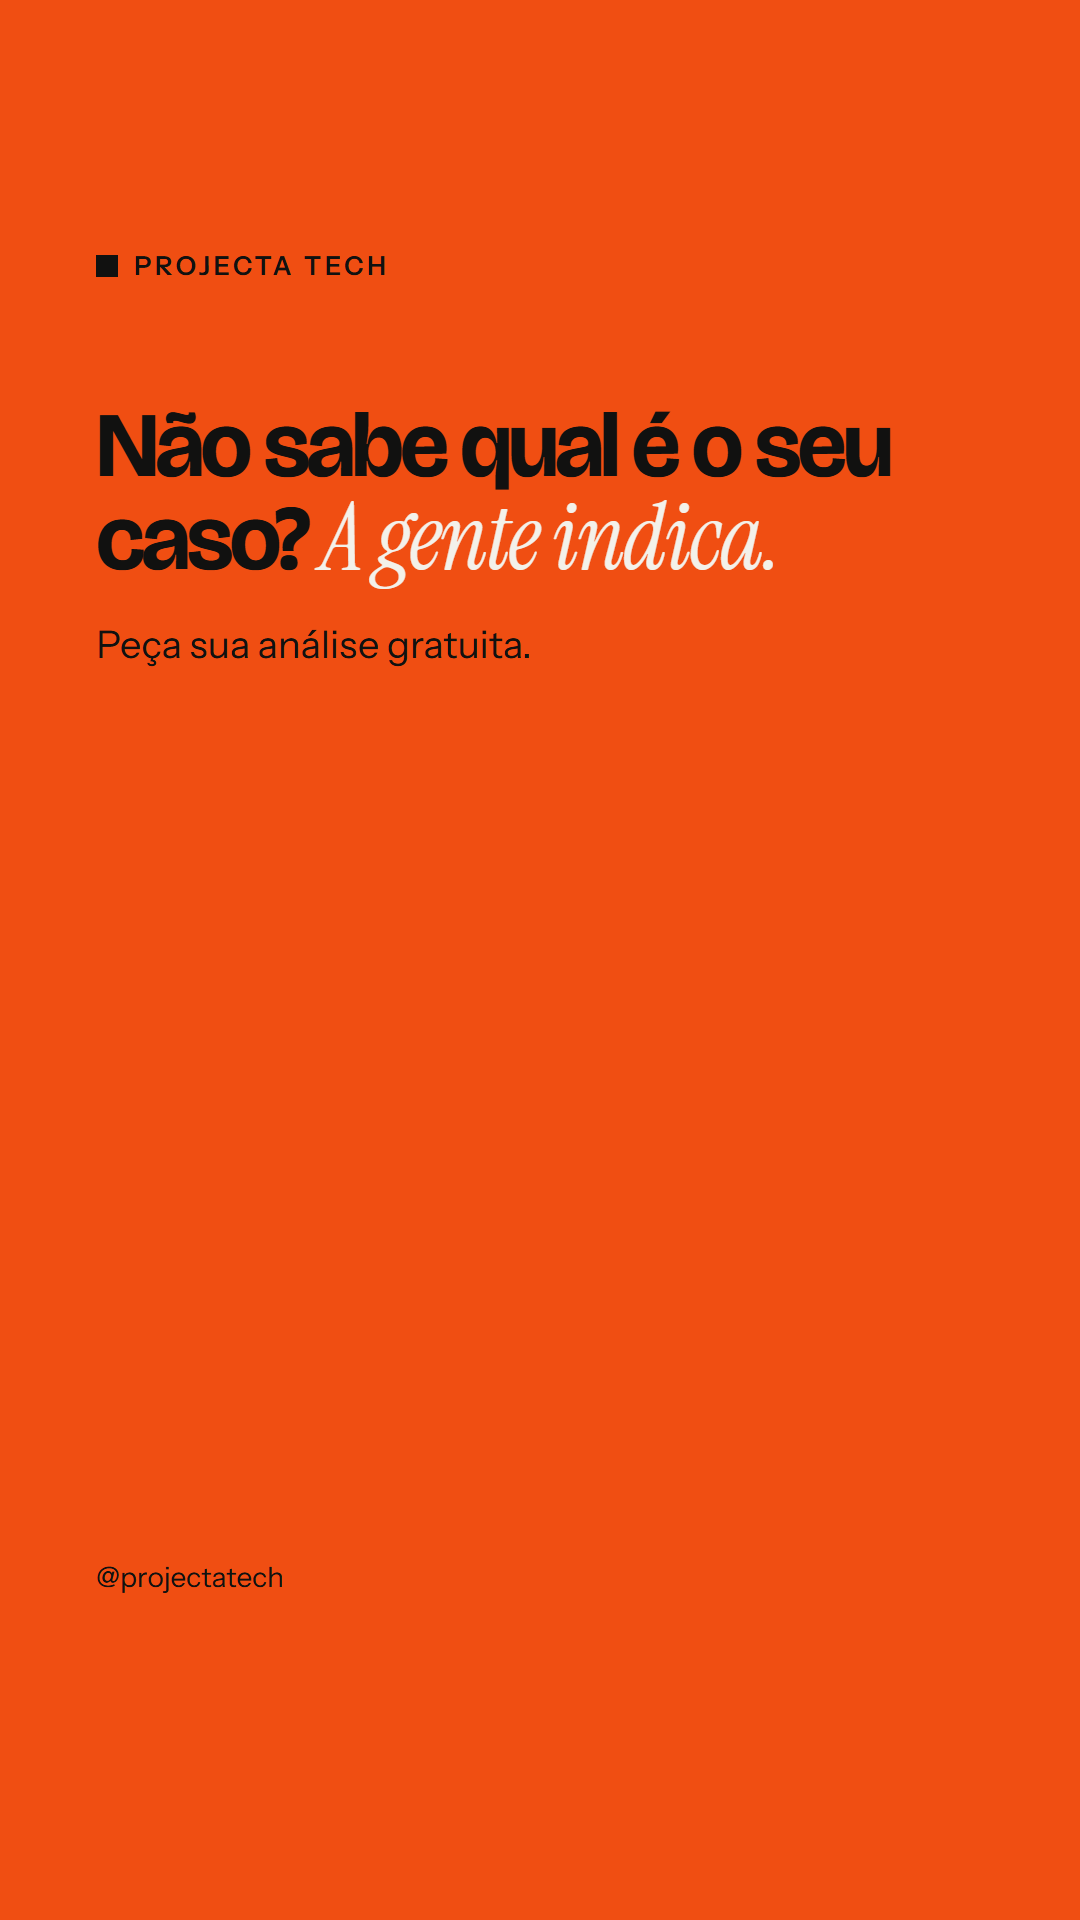 PROJECTA TECH
Não sabe qual é o seu
caso? A gente indica.
Peça sua análise gratuita.
@projectatech